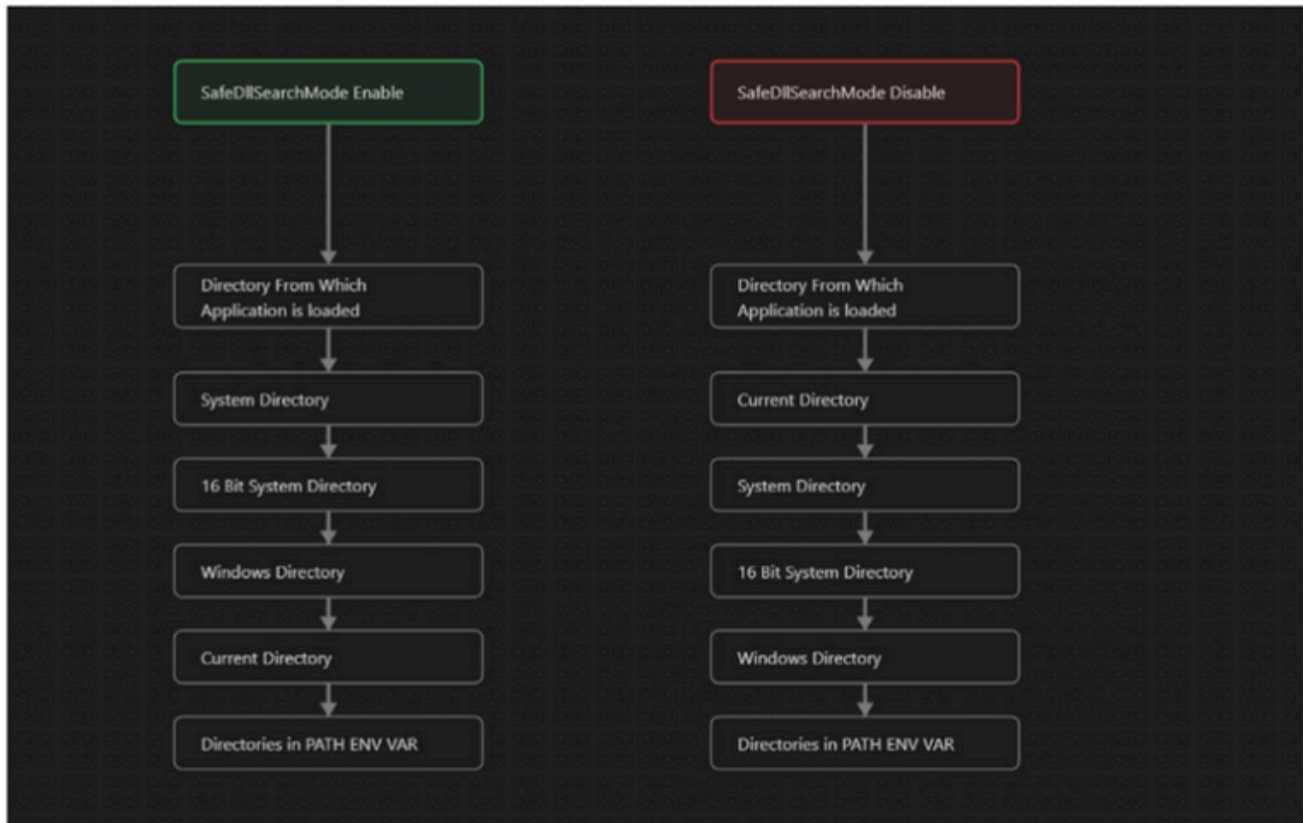 SafeDllSearchMode Enable
Directory From Which
Application is loaded
System Directory
16 Bit System Directory
Windows Directory
Current Directory
Directories in PATH ENV VAR
SafeDllSearchMode Disable
Directory From Which
Application is loaded
Current Directory
System Directory
16 Bit System Directory
Windows Directory
Directories in PATH ENV VAR